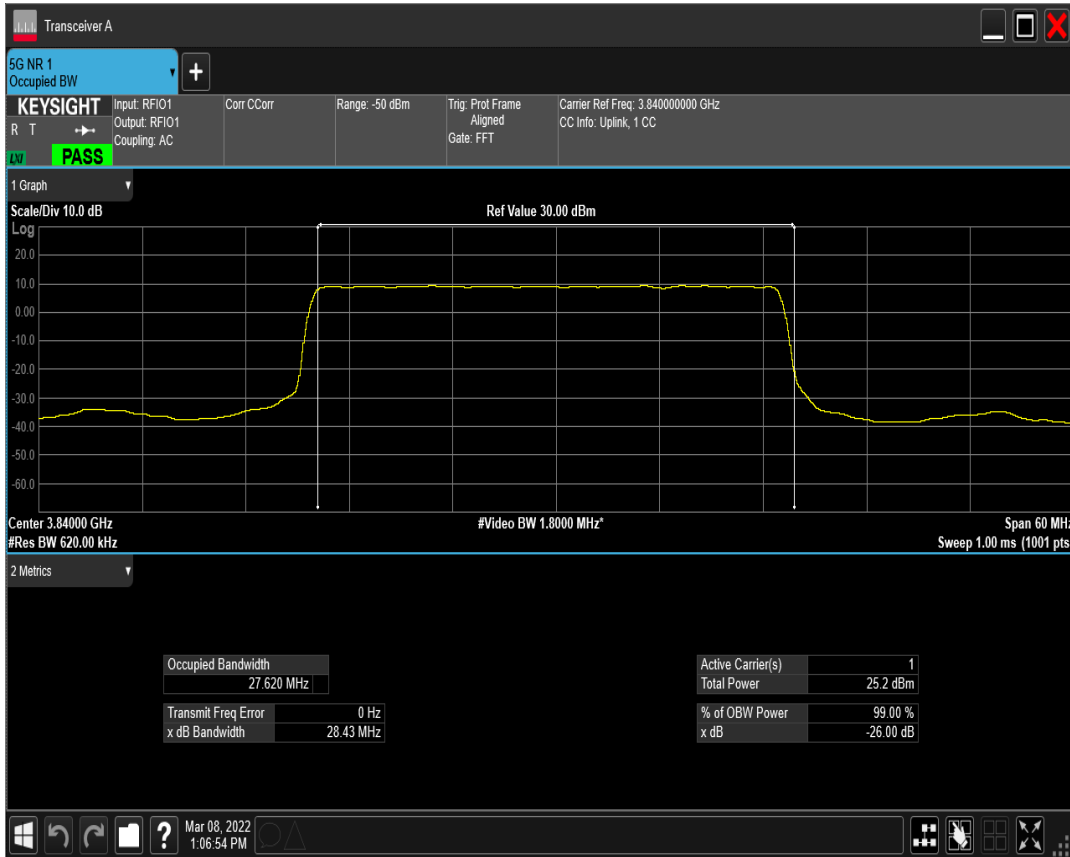 Transceiver A
5G NR 1
Occupied BW
+
KEYSIGHT
R T
LXI
PASS
Input: RFIO1
Output: RFIO1
Coupling: AC
Corr CCorr
Range: -50 dBm
Trig: Prot Frame
Aligned
Gate: FFT
Carrier Ref Freq: 3.840000000 GHz
CC Info: Uplink, 1 CC
1 Graph
Scale/Div 10.0 dB
Ref Value 30.00 dBm
Log
20.0
10.0
0.00
-10.0
-20.0
-30.0
-40.0
-50.0
-60.0
Center 3.84000 GHz
#Video BW 1.8000 MHz*
Span 60 MHz
#Res BW 620.00 kHz
Sweep 1.00 ms (1001 pts
2 Metrics
Occupied Bandwidth
27.620 MHz
Transmit Freq Error 0 Hz
x dB Bandwidth 28.43 MHz
Active Carrier(s) 1
Total Power 25.2 dBm
% of OBW Power 99.00 %
x dB -26.00 dB
?
Mar 08, 2022
1:06:54 PM